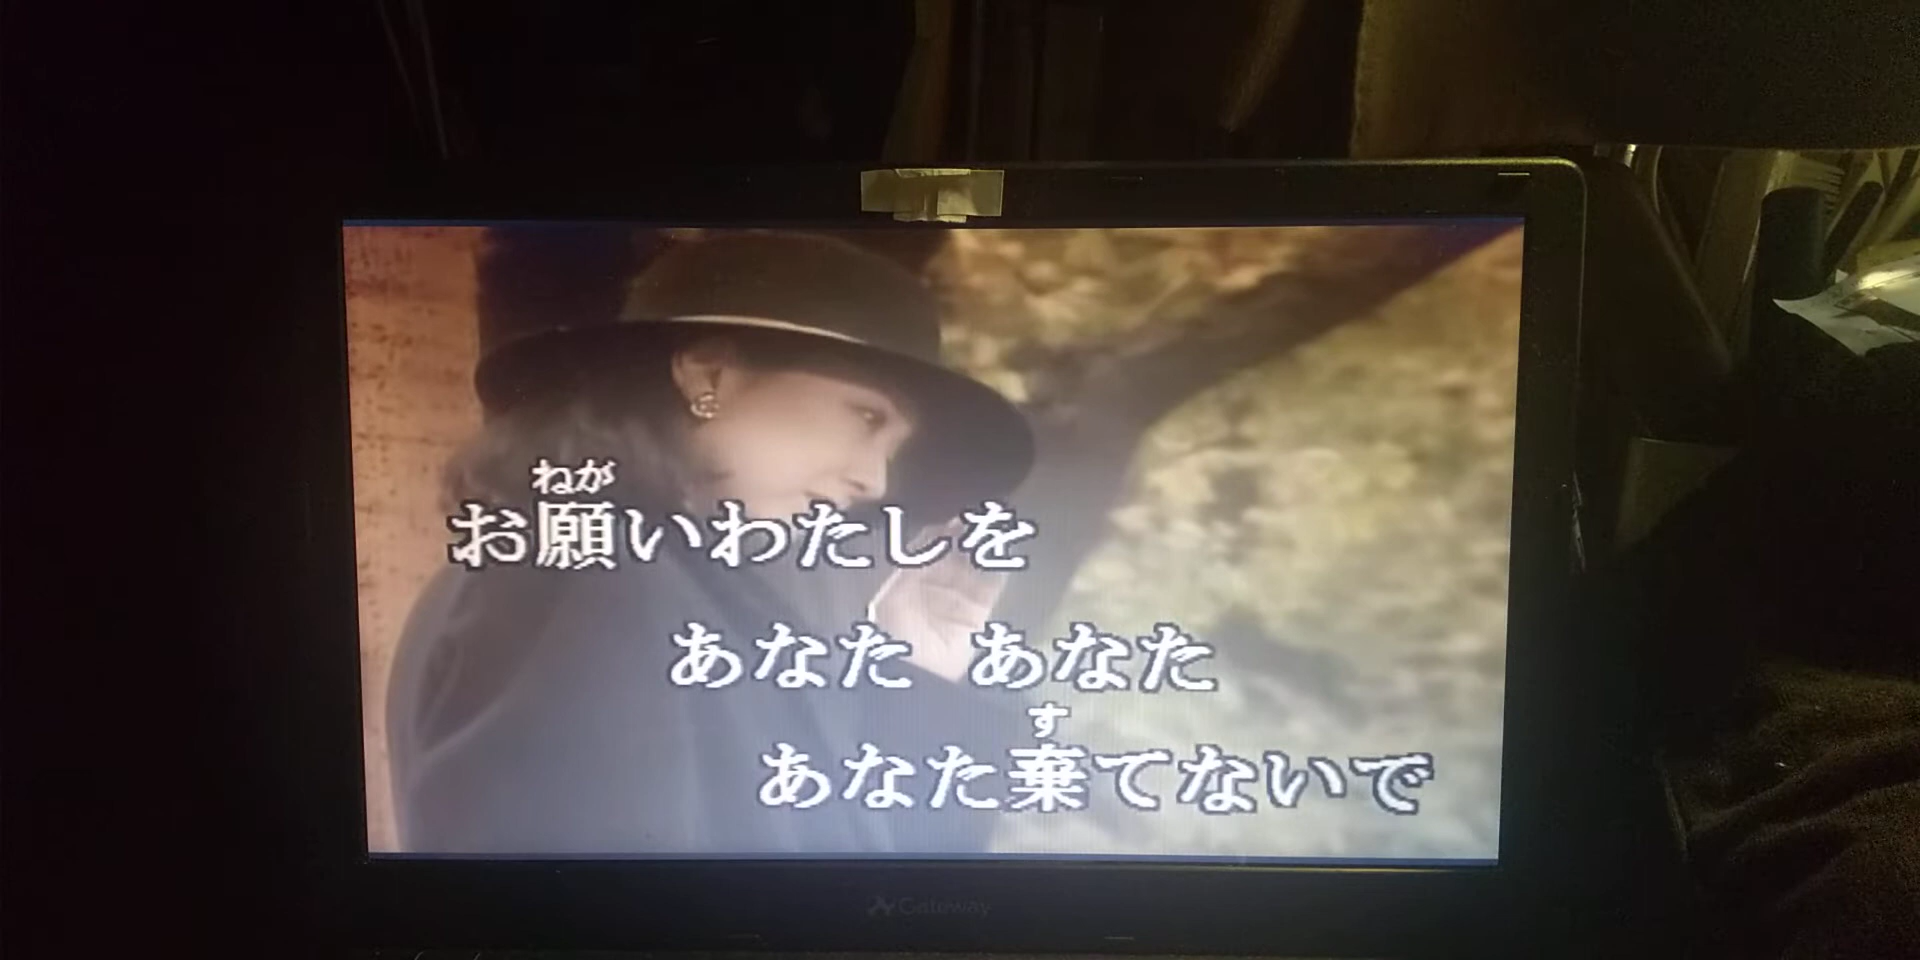 ねが
お願いわたしを
あなた あなた
す
あなた棄てないで
Gateway